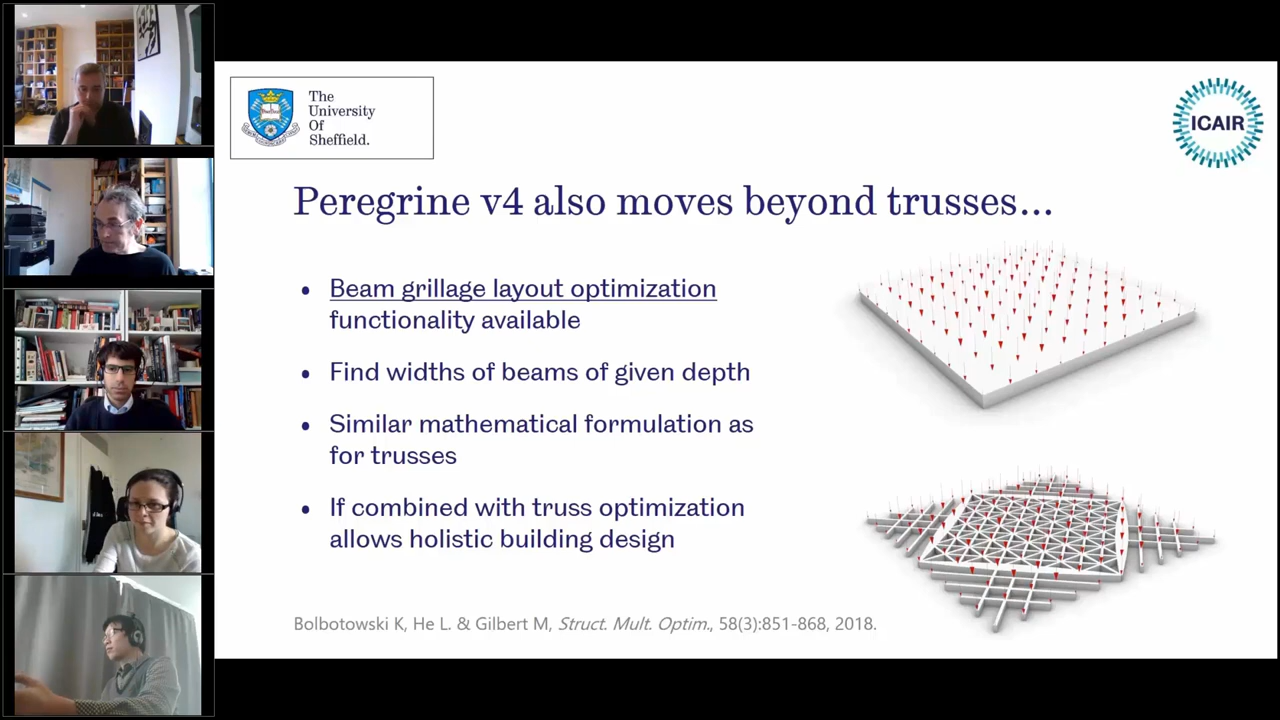 The
University
Of
Sheffield.
ICAIR
Peregrine v4 also moves beyond trusses...
• Beam grillage layout optimization
functionality available
• Find widths of beams of given depth
• Similar mathematical formulation as
for trusses
• If combined with truss optimization
allows holistic building design
Bolbotowski K, He L. & Gilbert M, Struct. Mult. Optim., 58(3):851-868, 2018.